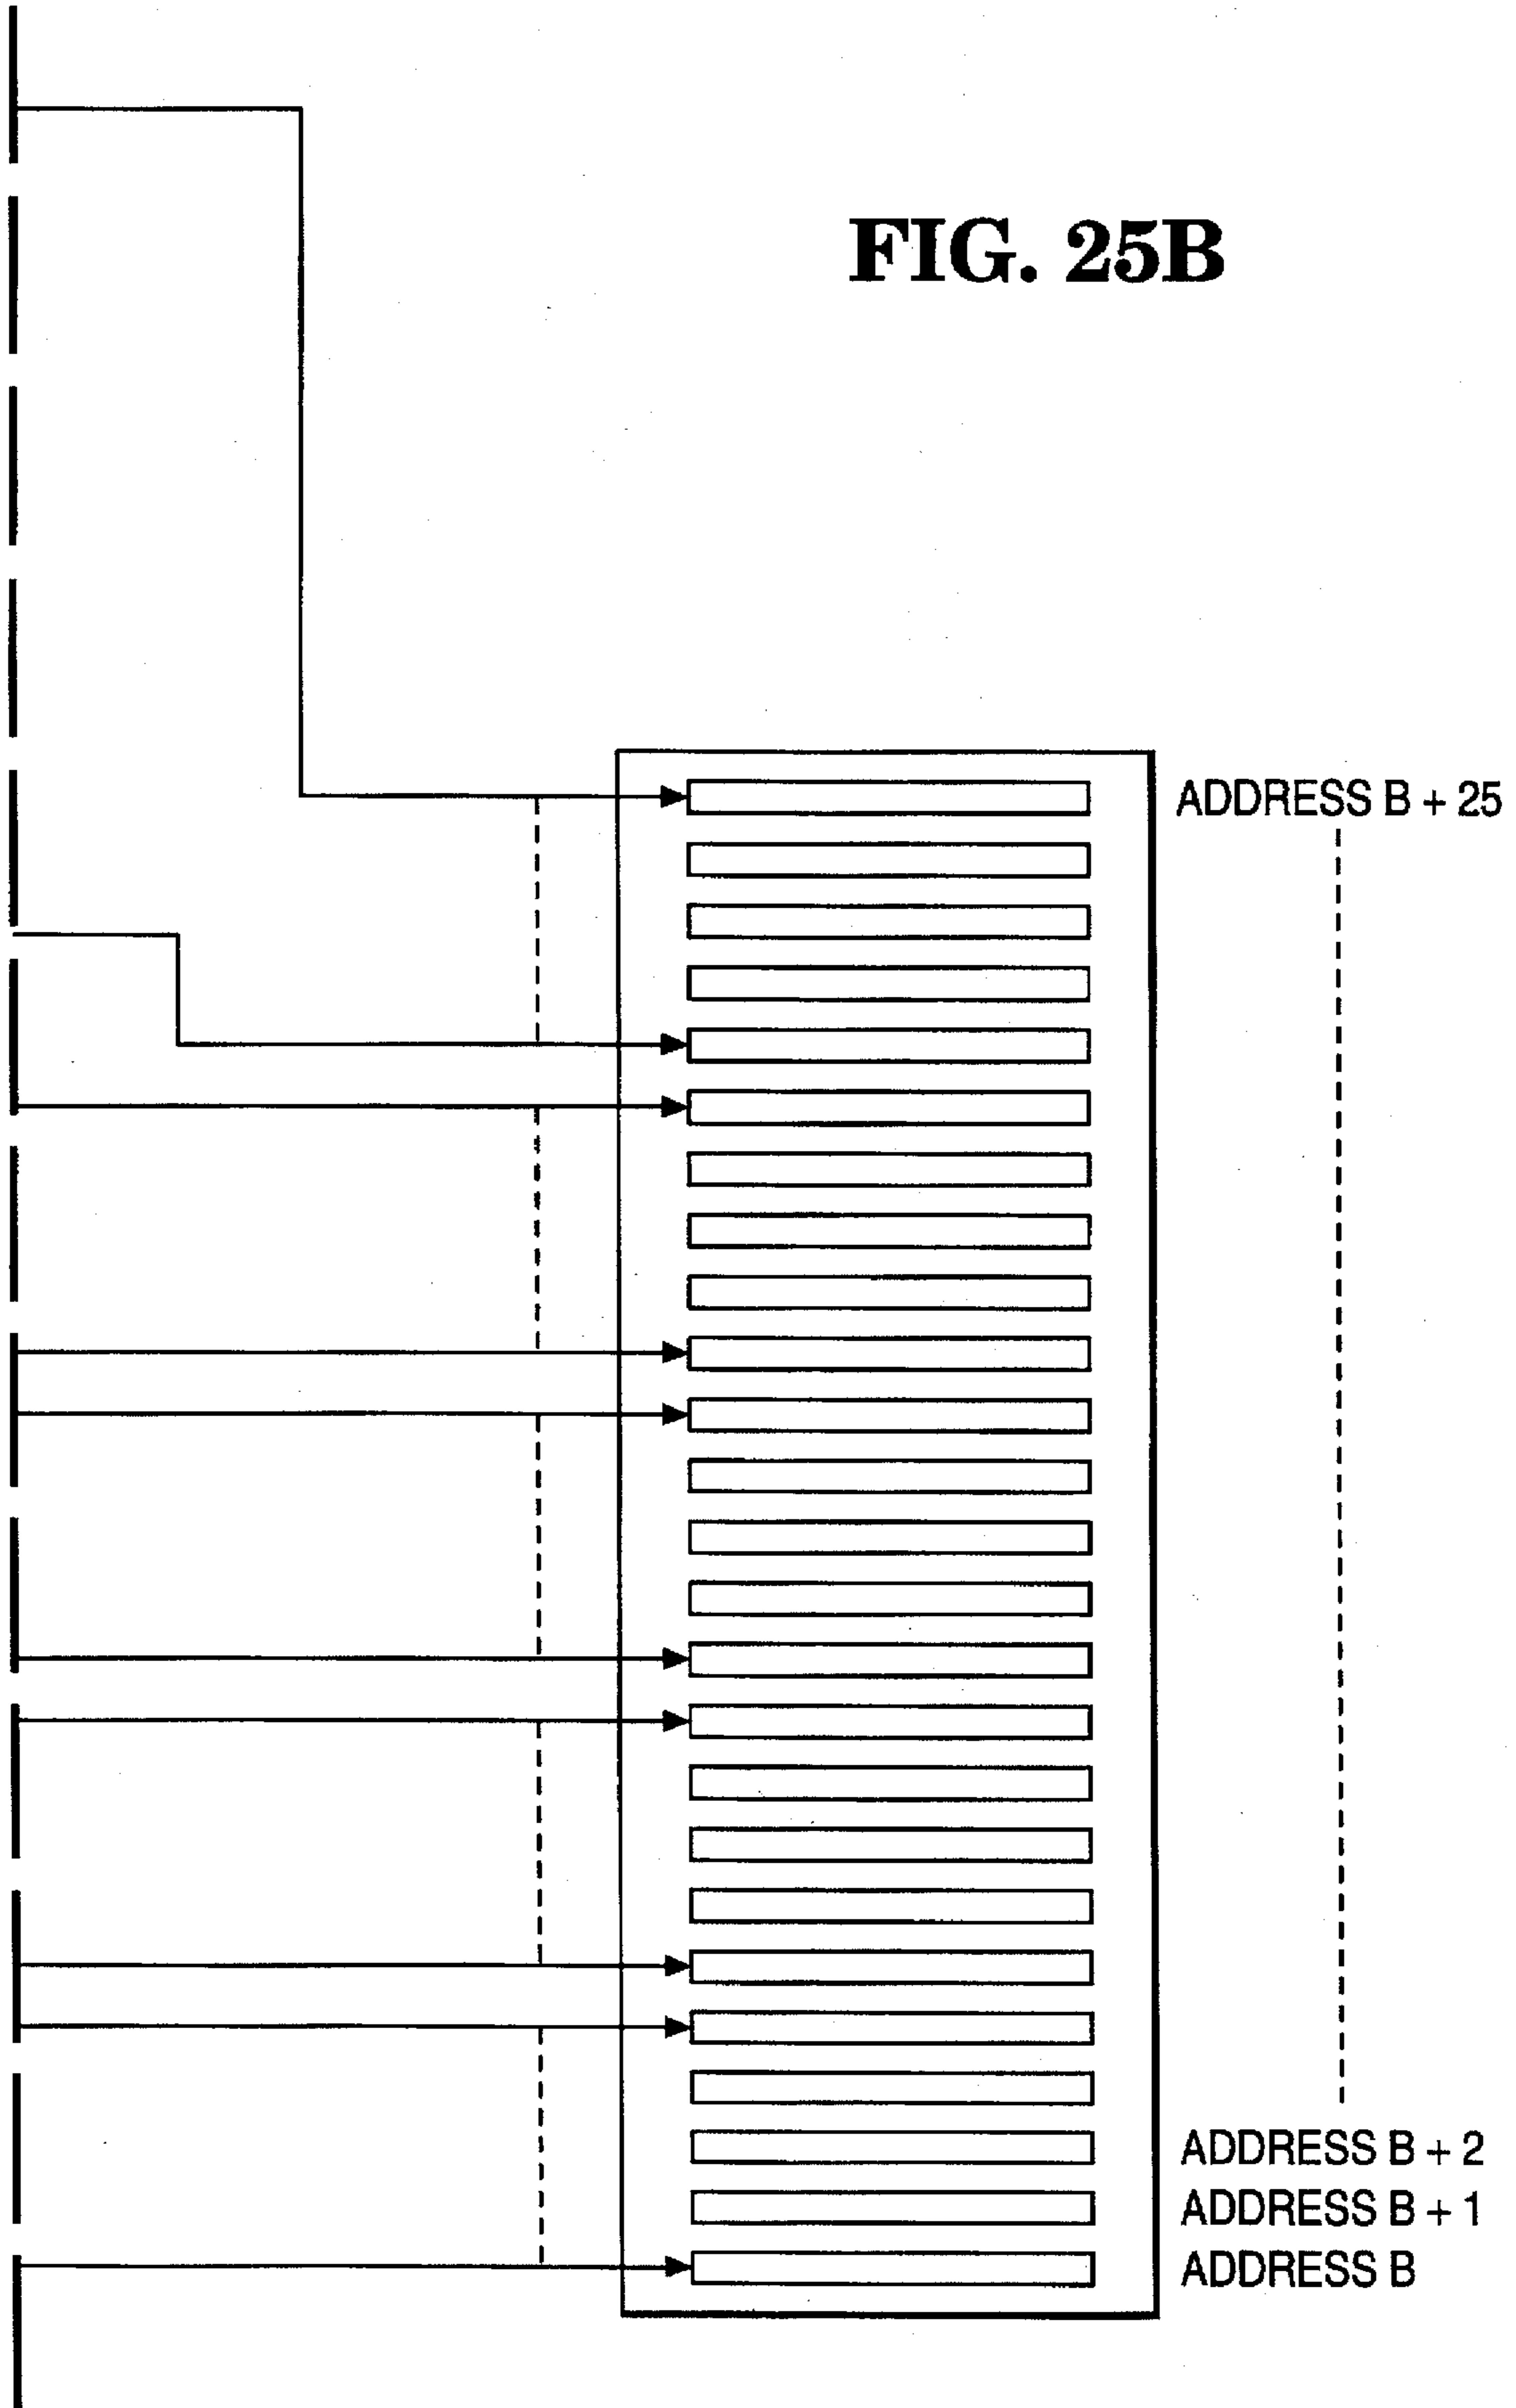 FIG. 25B
ADDRESS B + 25
ADDRESS B + 2
ADDRESS B + 1
ADDRESS B